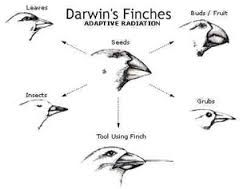 Darwin's Finches
ADAPTIVE RADIATION
Leaves
Seeds
Buds / Fruit
Insects
Grubs
Tool Using Finch